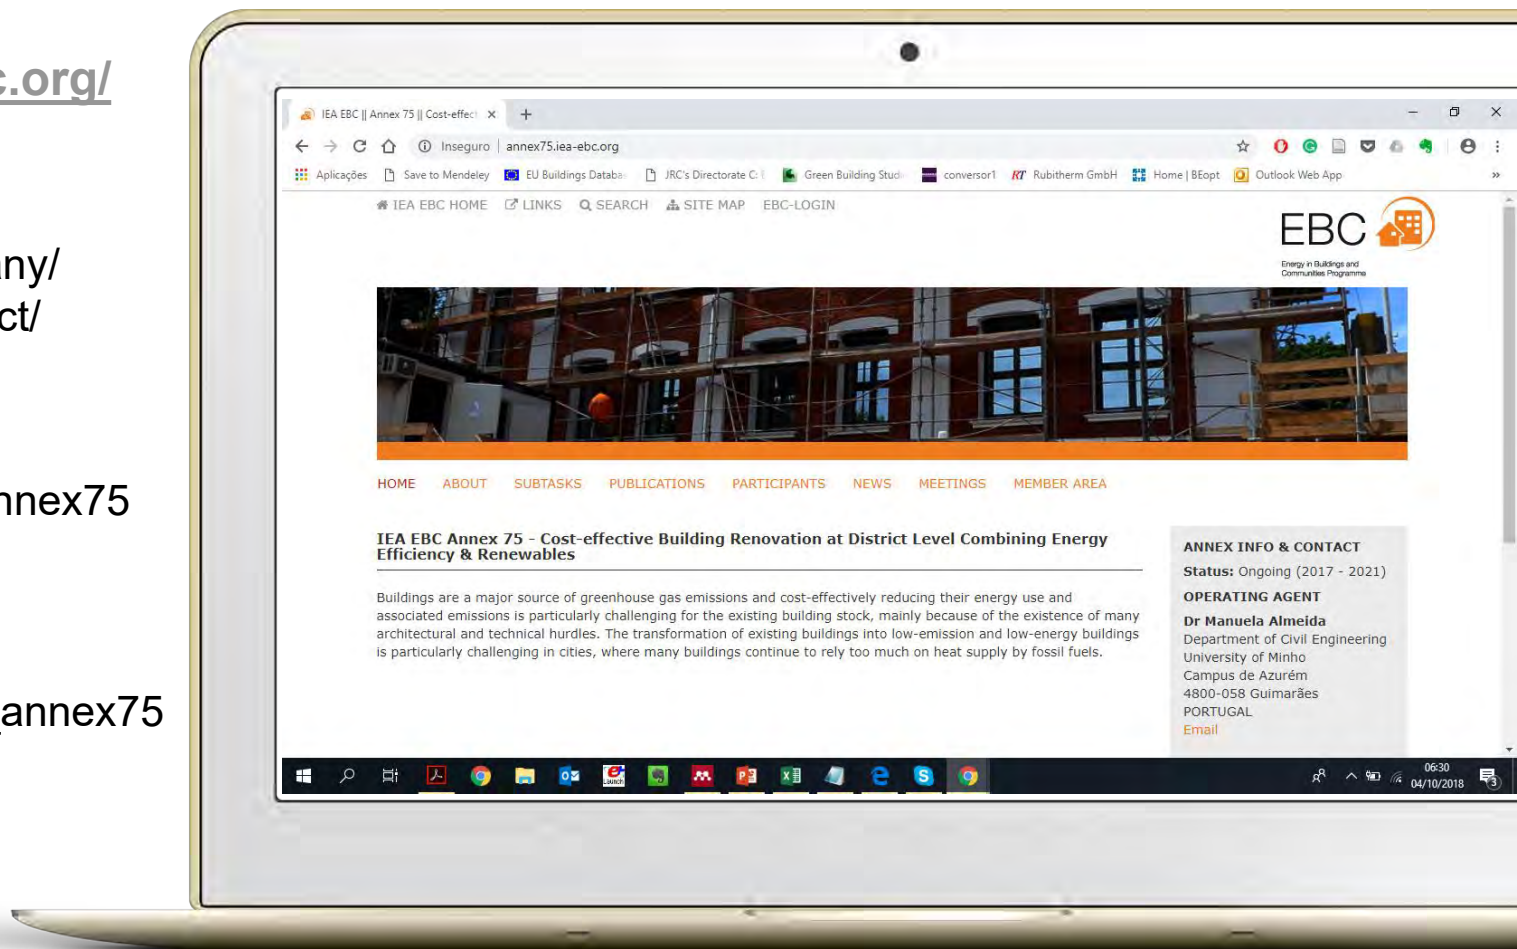 c.org/
any/
ct/
nnex75
_annex75
IEA EBC || Annex 75 || Cost-effect
Inseguro | annex75.iea-ebc.org
Aplicações Save to Mendeley EU Buildings Databa JRC's Directorate C: Green Building Studi conversor1 RT Rubitherm GmbH Home | BEopt Outlook Web App »
IEA EBC HOME LINKS SEARCH SITE MAP EBC-LOGIN
EBC
Energy in Buildings and
Communities Programme
HOME ABOUT SUBTASKS PUBLICATIONS PARTICIPANTS NEWS MEETINGS MEMBER AREA
IEA EBC Annex 75 - Cost-effective Building Renovation at District Level Combining Energy
Efficiency & Renewables
Buildings are a major source of greenhouse gas emissions and cost-effectively reducing their energy use and
associated emissions is particularly challenging for the existing building stock, mainly because of the existence of many
architectural and technical hurdles. The transformation of existing buildings into low-emission and low-energy buildings
is particularly challenging in cities, where many buildings continue to rely too much on heat supply by fossil fuels.
ANNEX INFO & CONTACT
Status: Ongoing (2017 - 2021)
OPERATING AGENT
Dr Manuela Almeida
Department of Civil Engineering
University of Minho
Campus de Azurém
4800-058 Guimarães
PORTUGAL
Email
06:30
04/10/2018
3